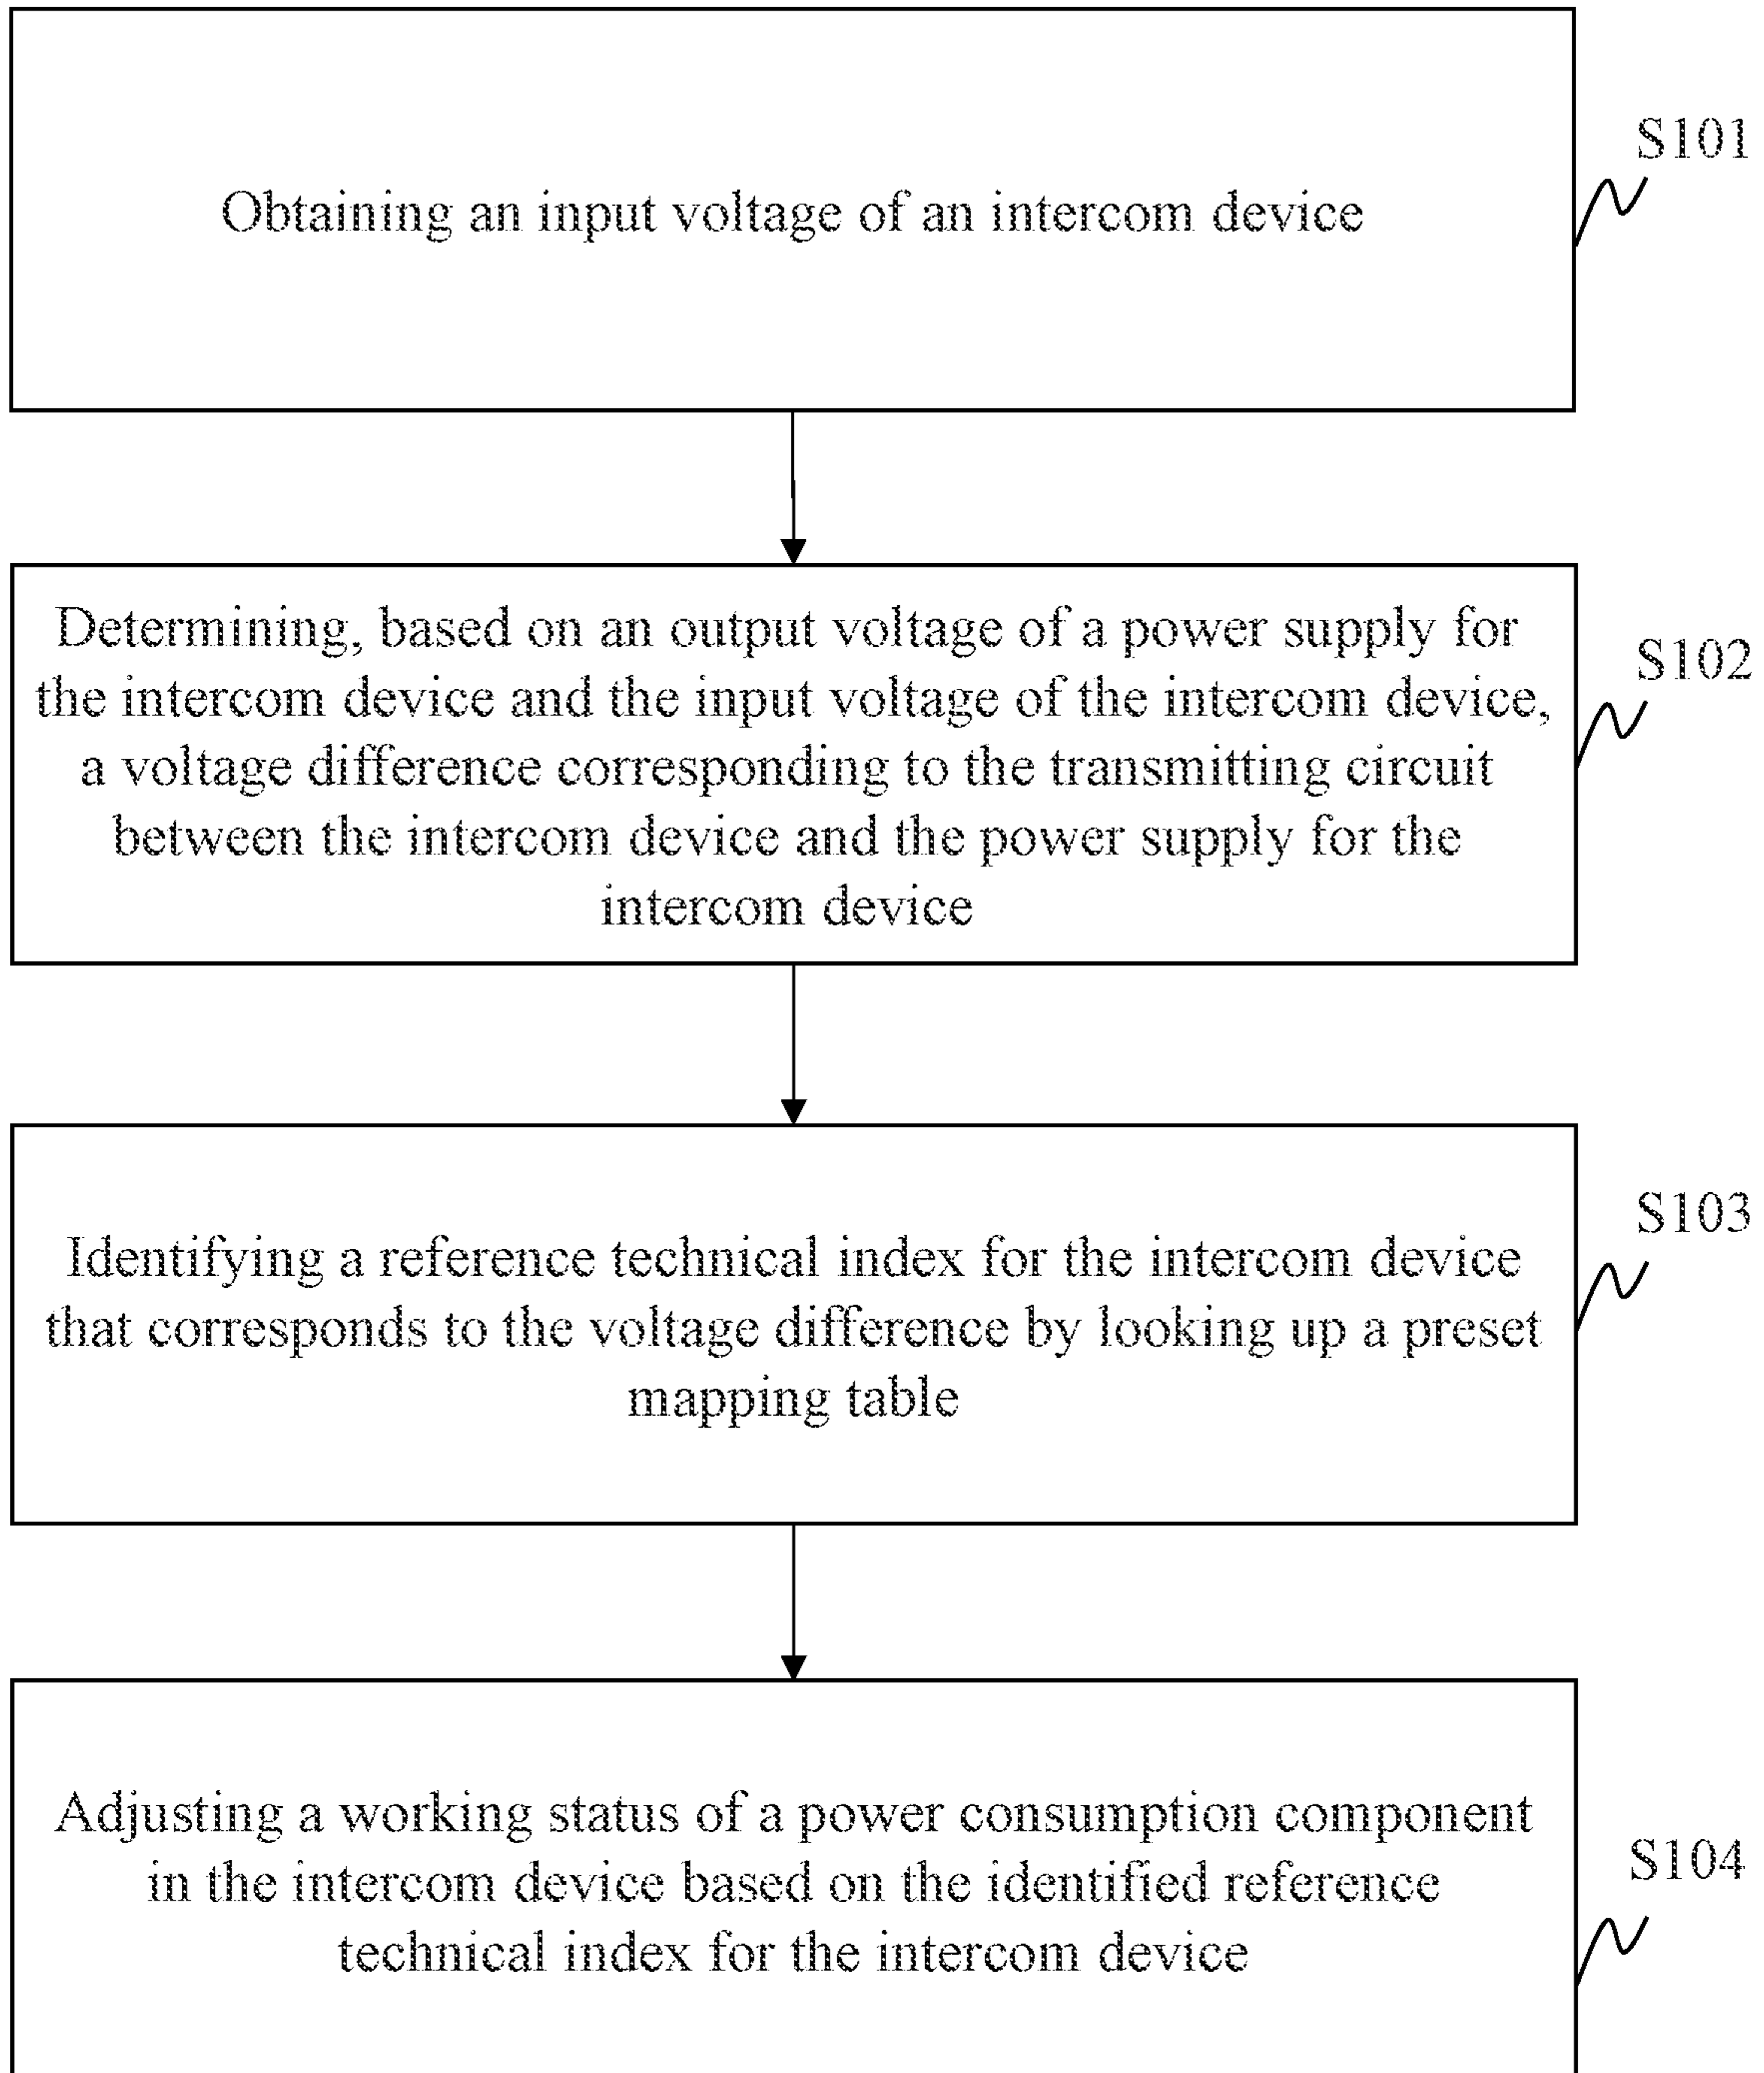 Obtaining an input voltage of an intercom device
S101
Determining, based on an output voltage of a power supply for
the intercom device and the input voltage of the intercom device,
a voltage difference corresponding to the transmitting circuit
between the intercom device and the power supply for the
intercom device
S102
Identifying a reference technical index for the intercom device
that corresponds to the voltage difference by looking up a preset
mapping table
S103
Adjusting a working status of a power consumption component
in the intercom device based on the identified reference
technical index for the intercom device
S104